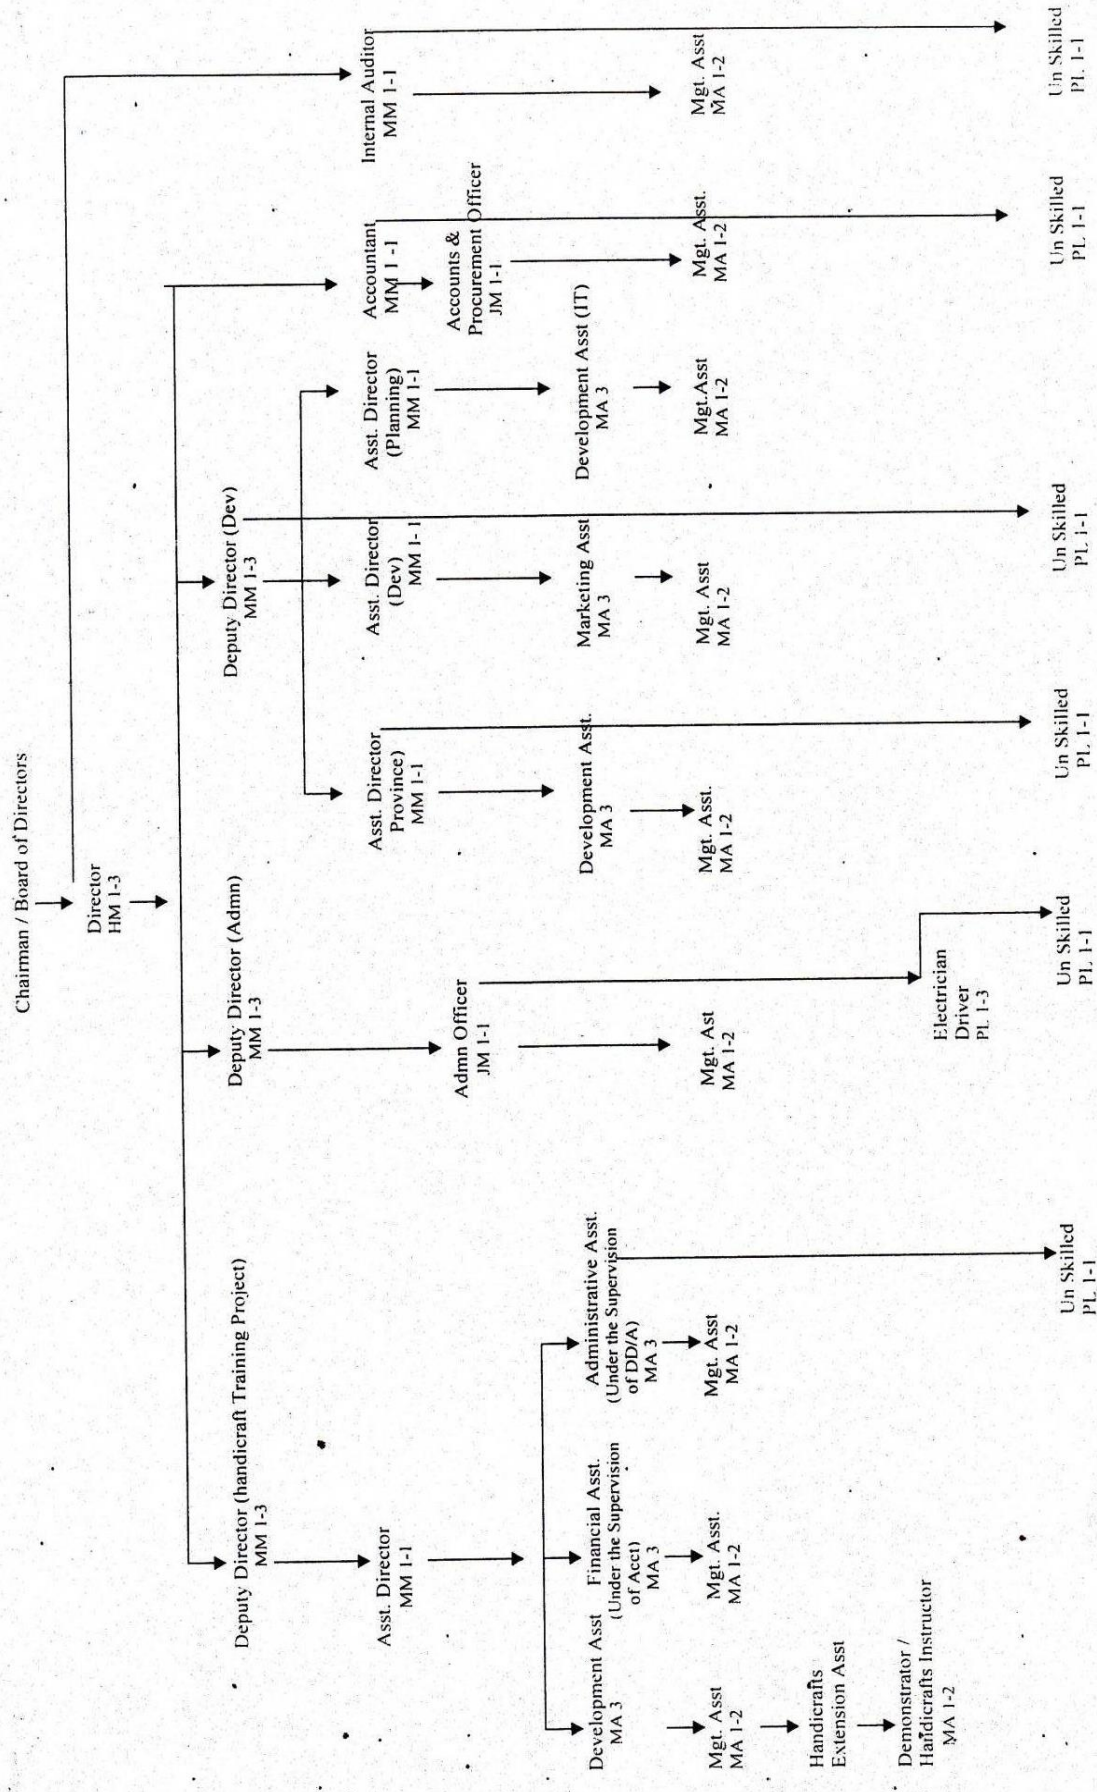 Chairman / Board of Directors
Director
HM 1-3
Deputy Director (handicraft Training Project)
MM 1-3
Deputy Director (Admn)
MM 1-3
Deputy Director (Dev)
MM 1-3
Asst. Director
MM 1-1
Asst. Director
Province)
MM 1-1
Asst. Director
(Dev)
MM 1-1
Asst. Director
(Planning)
MM 1-1
Accountant
MM 1 -1
Internal Auditor
MM 1-1
Admn Officer
JM 1-1
Accounts &
Procurement Officer
JM 1-1
Development Asst
MA 3
Financial Asst.
(Under the Supervision
of Acct)
MA 3
Administrative Asst.
(Under the Supervision
of DD/A)
MA 3
Development Asst.
MA 3
Marketing Asst
MA 3
Development Asst (IT)
MA 3
Mgt. Asst
MA 1-2
Mgt. Asst.
MA 1-2
Mgt. Asst
MA 1-2
Mgt. Ast
MA 1-2
Mgt. Asst.
MA 1-2
Mgt. Asst
MA 1-2
Mgt.Asst
MA 1-2
Mgt. Asst.
MA 1-2
Mgt. Asst
MA 1-2
Handicrafts
Extension Asst
Demonstrator /
Handicrafts Instructor
MA 1-2
Electrician
Driver
PL 1-3
Un Skilled
PL 1-1
Un Skilled
PL 1-1
Un Skilled
PL 1-1
Un Skilled
PL 1-1
Un Skilled
PL 1-1
Un Skilled
PL 1-1